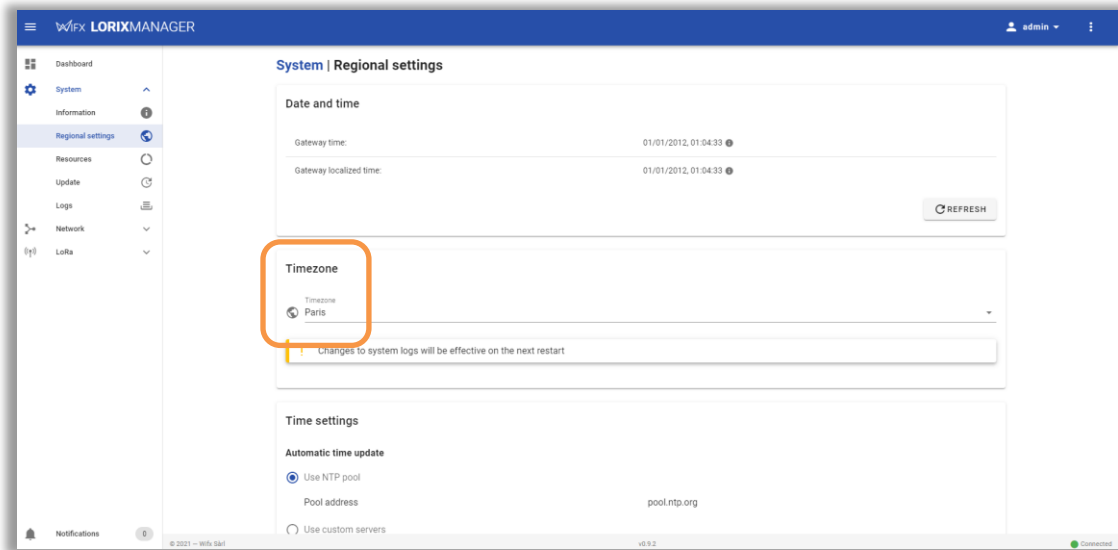 WIFX LORIXMANAGER
admin
Dashboard
System
Information
Regional settings
Resources
Update
Logs
Network
LoRa
Notifications
0
System | Regional settings
Date and time
Gateway time: 01/01/2012, 01:04:33
Gateway localized time: 01/01/2012, 01:04:33
REFRESH
Timezone
Timezone
Paris
! Changes to system logs will be effective on the next restart
Time settings
Automatic time update
Use NTP pool
Pool address pool.ntp.org
Use custom servers
© 2021 — Wifx Sàrl v0.9.2 Connected